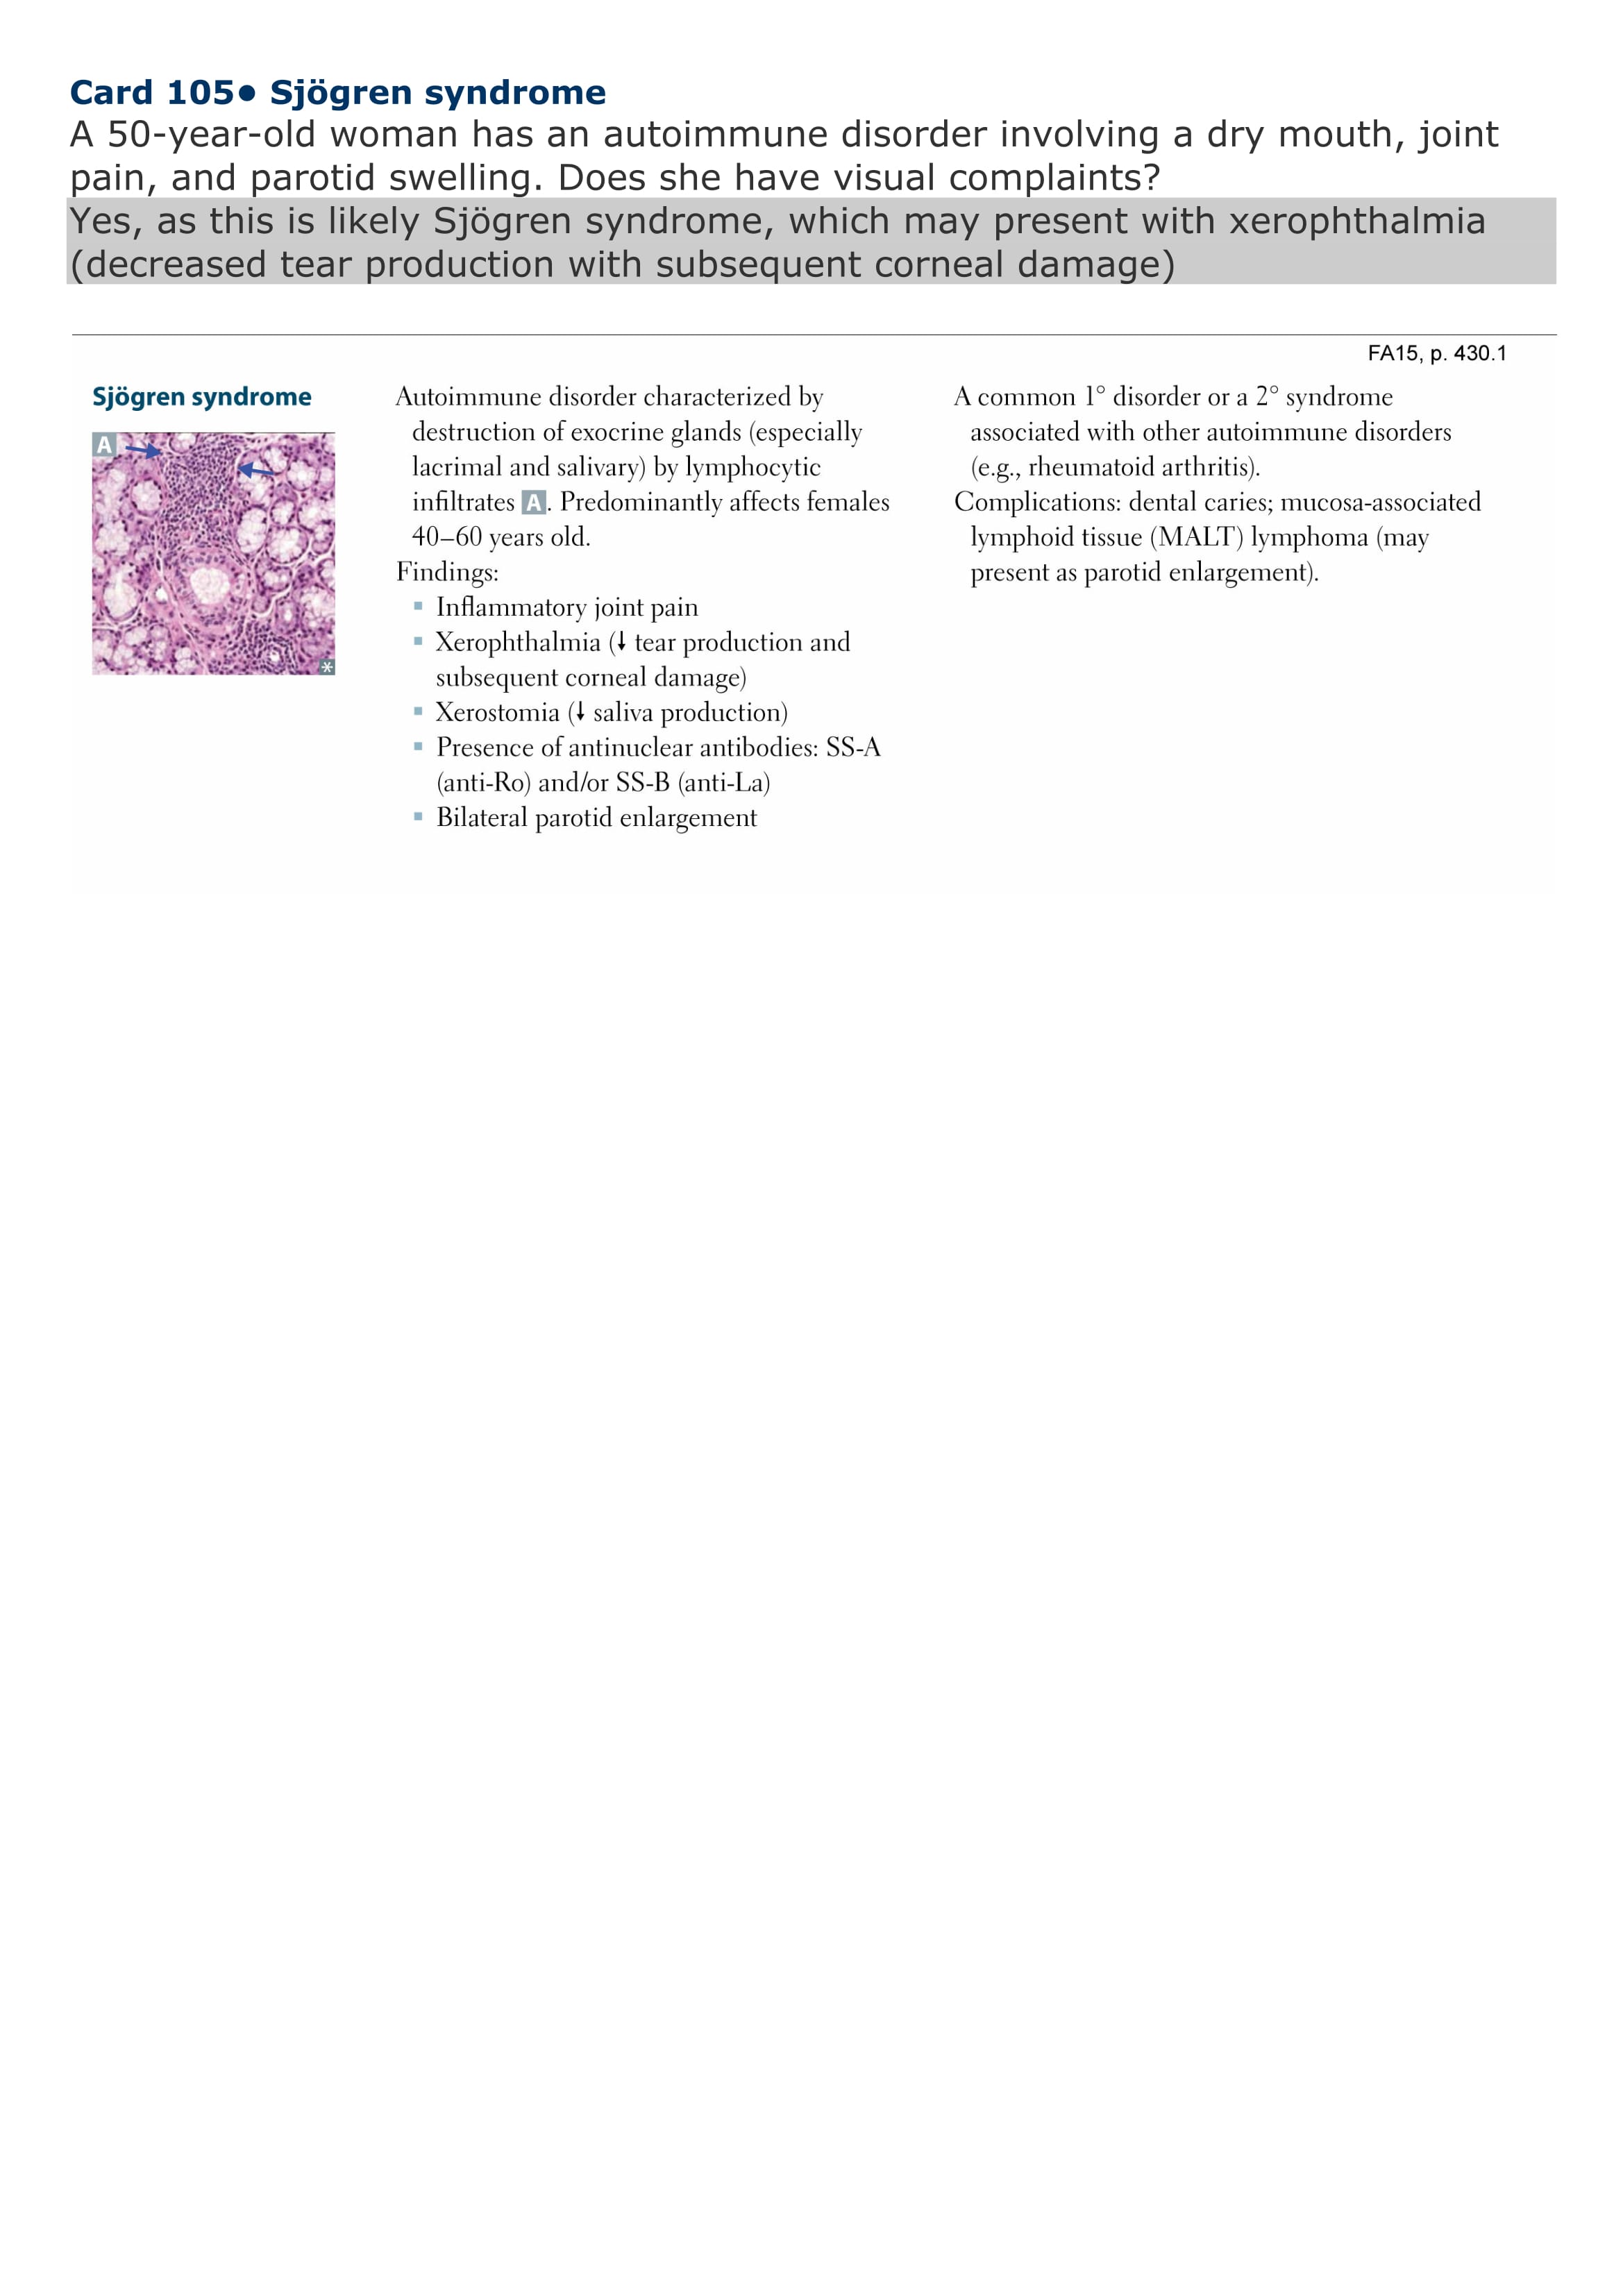 Card 105● Sjögren syndrome
A 50-year-old woman has an autoimmune disorder involving a dry mouth, joint
pain, and parotid swelling. Does she have visual complaints?
Yes, as this is likely Sjögren syndrome, which may present with xerophthalmia
(decreased tear production with subsequent corneal damage)
FA15, p. 430.1
Sjögren syndrome
A
*
Autoimmune disorder characterized by
destruction of exocrine glands (especially
lacrimal and salivary) by lymphocytic
infiltrates A. Predominantly affects females
40–60 years old.
Findings:
▪ Inflammatory joint pain
▪ Xerophthalmia (↓ tear production and
subsequent corneal damage)
▪ Xerostomia (↓ saliva production)
▪ Presence of antinuclear antibodies: SS-A
(anti-Ro) and/or SS-B (anti-La)
▪ Bilateral parotid enlargement
A common 1° disorder or a 2° syndrome
associated with other autoimmune disorders
(e.g., rheumatoid arthritis).
Complications: dental caries; mucosa-associated
lymphoid tissue (MALT) lymphoma (may
present as parotid enlargement).